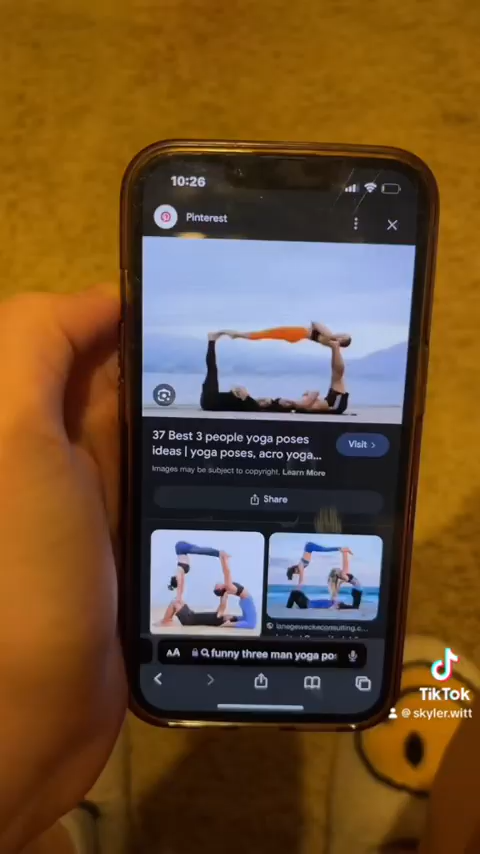 10:26
Pinterest
37 Best 3 people yoga poses
ideas | yoga poses, acro yoga...
Visit >
Images may be subject to copyright. Learn More
Share
AA
funny three man yoga po
TikTok
@skyler.witt